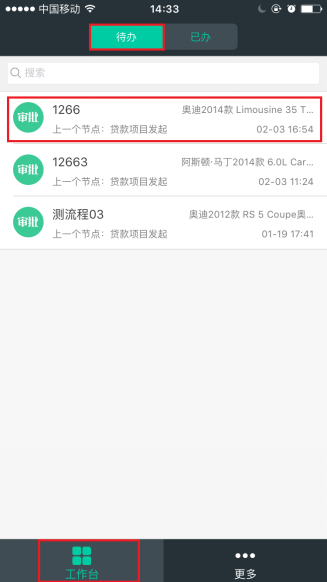 中国移动 14:33
待办 已办
搜索
审批 1266 奥迪2014款 Limousine 35 T...
上一个节点：贷款项目发起 02-03 16:54
审批 12663 阿斯顿·马丁2014款 6.0L Car...
上一个节点：贷款项目发起 02-03 11:24
审批 测流程03 奥迪2012款 RS 5 Coupe奥...
上一个节点：贷款项目发起 01-19 17:41
工作台 更多